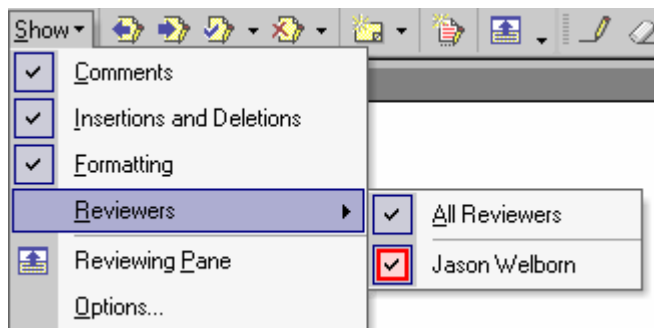 Show
Comments
Insertions and Deletions
Formatting
Reviewers
All Reviewers
Reviewing Pane
Jason Welborn
Options...